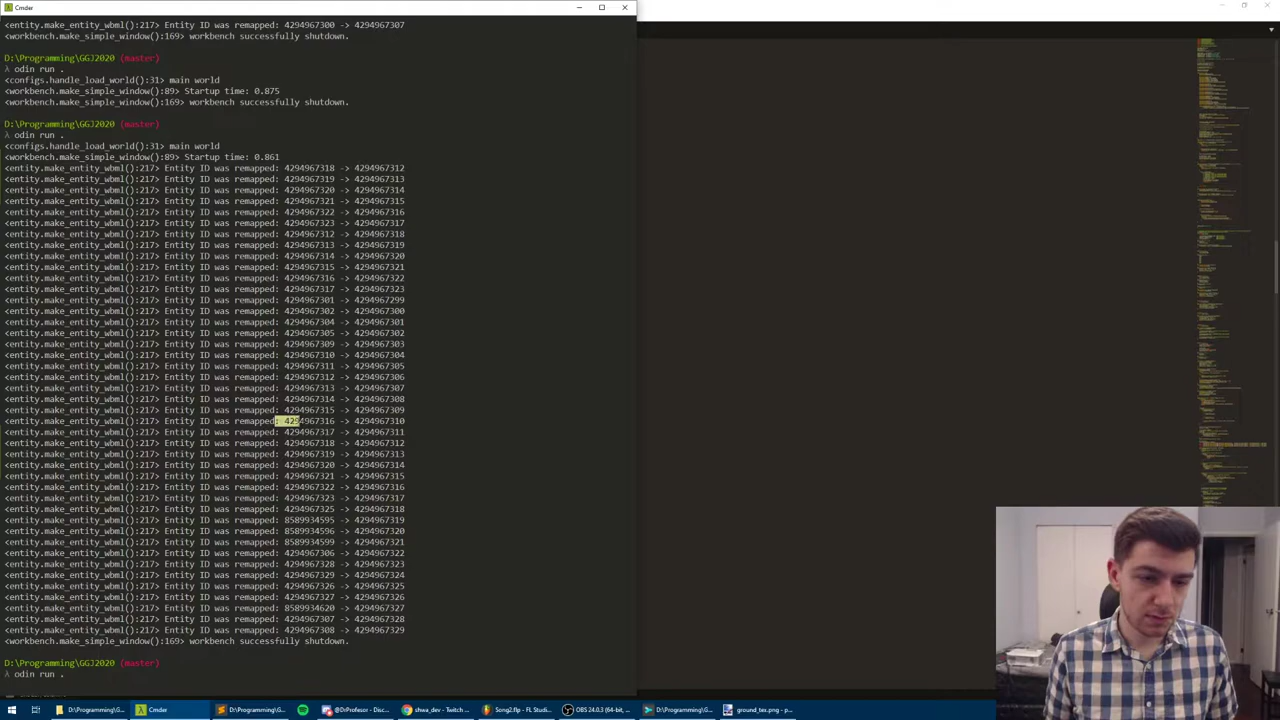 Cmder
<entity.make_entity_wbml():217> Entity ID was remapped: 4294967300 -> 4294967307
<workbench.make_simple_window():169> workbench successfully shutdown.
D:\Programming\GGJ2020 (master)
λ odin run .
<configs.handle_load_world():31> main world
<workbench.make_simple_window():89> Startup time: 0.875
<workbench.make_simple_window():169> workbench successfully shutdown.
D:\Programming\GGJ2020 (master)
λ odin run .
<configs.handle_load_world():31> main world
<workbench.make_simple_window():89> Startup time: 0.861
<entity.make_entity_wbml():217> Entity ID was remapped: 4294967318 -> 4294967312
<entity.make_entity_wbml():217> Entity ID was remapped: 4294967319 -> 4294967313
<entity.make_entity_wbml():217> Entity ID was remapped: 4294967320 -> 4294967314
<entity.make_entity_wbml():217> Entity ID was remapped: 4294967321 -> 4294967315
<entity.make_entity_wbml():217> Entity ID was remapped: 4294967322 -> 4294967316
<entity.make_entity_wbml():217> Entity ID was remapped: 4294967323 -> 4294967317
<entity.make_entity_wbml():217> Entity ID was remapped: 4294967312 -> 4294967318
<entity.make_entity_wbml():217> Entity ID was remapped: 4294967313 -> 4294967319
<entity.make_entity_wbml():217> Entity ID was remapped: 4294967314 -> 4294967320
<entity.make_entity_wbml():217> Entity ID was remapped: 4294967315 -> 4294967321
<entity.make_entity_wbml():217> Entity ID was remapped: 4294967316 -> 4294967322
<entity.make_entity_wbml():217> Entity ID was remapped: 4294967317 -> 4294967323
<entity.make_entity_wbml():217> Entity ID was remapped: 4294967301 -> 4294967299
<entity.make_entity_wbml():217> Entity ID was remapped: 4294967302 -> 4294967300
<entity.make_entity_wbml():217> Entity ID was remapped: 4294967304 -> 4294967301
<entity.make_entity_wbml():217> Entity ID was remapped: 4294967305 -> 4294967302
<entity.make_entity_wbml():217> Entity ID was remapped: 4294967309 -> 4294967303
<entity.make_entity_wbml():217> Entity ID was remapped: 4294967310 -> 4294967304
<entity.make_entity_wbml():217> Entity ID was remapped: 4294967311 -> 4294967305
<entity.make_entity_wbml():217> Entity ID was remapped: 4294967312 -> 4294967306
<entity.make_entity_wbml():217> Entity ID was remapped: 4294967313 -> 4294967307
<entity.make_entity_wbml():217> Entity ID was remapped: 4294967314 -> 4294967308
<entity.make_entity_wbml():217> Entity ID was remapped: 4294967315 -> 4294967309
<entity.make_entity_wbml():217> Entity ID was remapped: 4294967316 -> 4294967310
<entity.make_entity_wbml():217> Entity ID was remapped: 4294967317 -> 4294967311
<entity.make_entity_wbml():217> Entity ID was remapped: 4294967318 -> 4294967312
<entity.make_entity_wbml():217> Entity ID was remapped: 4294967319 -> 4294967313
<entity.make_entity_wbml():217> Entity ID was remapped: 4294967320 -> 4294967314
<entity.make_entity_wbml():217> Entity ID was remapped: 4294967321 -> 4294967315
<entity.make_entity_wbml():217> Entity ID was remapped: 4294967322 -> 4294967316
<entity.make_entity_wbml():217> Entity ID was remapped: 4294967323 -> 4294967317
<entity.make_entity_wbml():217> Entity ID was remapped: 4294967325 -> 4294967318
<entity.make_entity_wbml():217> Entity ID was remapped: 8589934595 -> 4294967319
<entity.make_entity_wbml():217> Entity ID was remapped: 8589934596 -> 4294967320
<entity.make_entity_wbml():217> Entity ID was remapped: 8589934599 -> 4294967321
<entity.make_entity_wbml():217> Entity ID was remapped: 4294967306 -> 4294967322
<entity.make_entity_wbml():217> Entity ID was remapped: 4294967328 -> 4294967323
<entity.make_entity_wbml():217> Entity ID was remapped: 4294967329 -> 4294967324
<entity.make_entity_wbml():217> Entity ID was remapped: 4294967326 -> 4294967325
<entity.make_entity_wbml():217> Entity ID was remapped: 4294967327 -> 4294967326
<entity.make_entity_wbml():217> Entity ID was remapped: 8589934620 -> 4294967327
<entity.make_entity_wbml():217> Entity ID was remapped: 4294967307 -> 4294967328
<entity.make_entity_wbml():217> Entity ID was remapped: 4294967308 -> 4294967329
<workbench.make_simple_window():169> workbench successfully shutdown.
D:\Programming\GGJ2020 (master)
λ odin run .
D:\Programming\G... Cmder D:\Programming\G... @DrProfesor - Disc... shwa_dev - Twitch ... Song2.flp - FL Studi... OBS 24.0.3 (64-bit, ... D:\Programming\G... ground_tex.png - p...